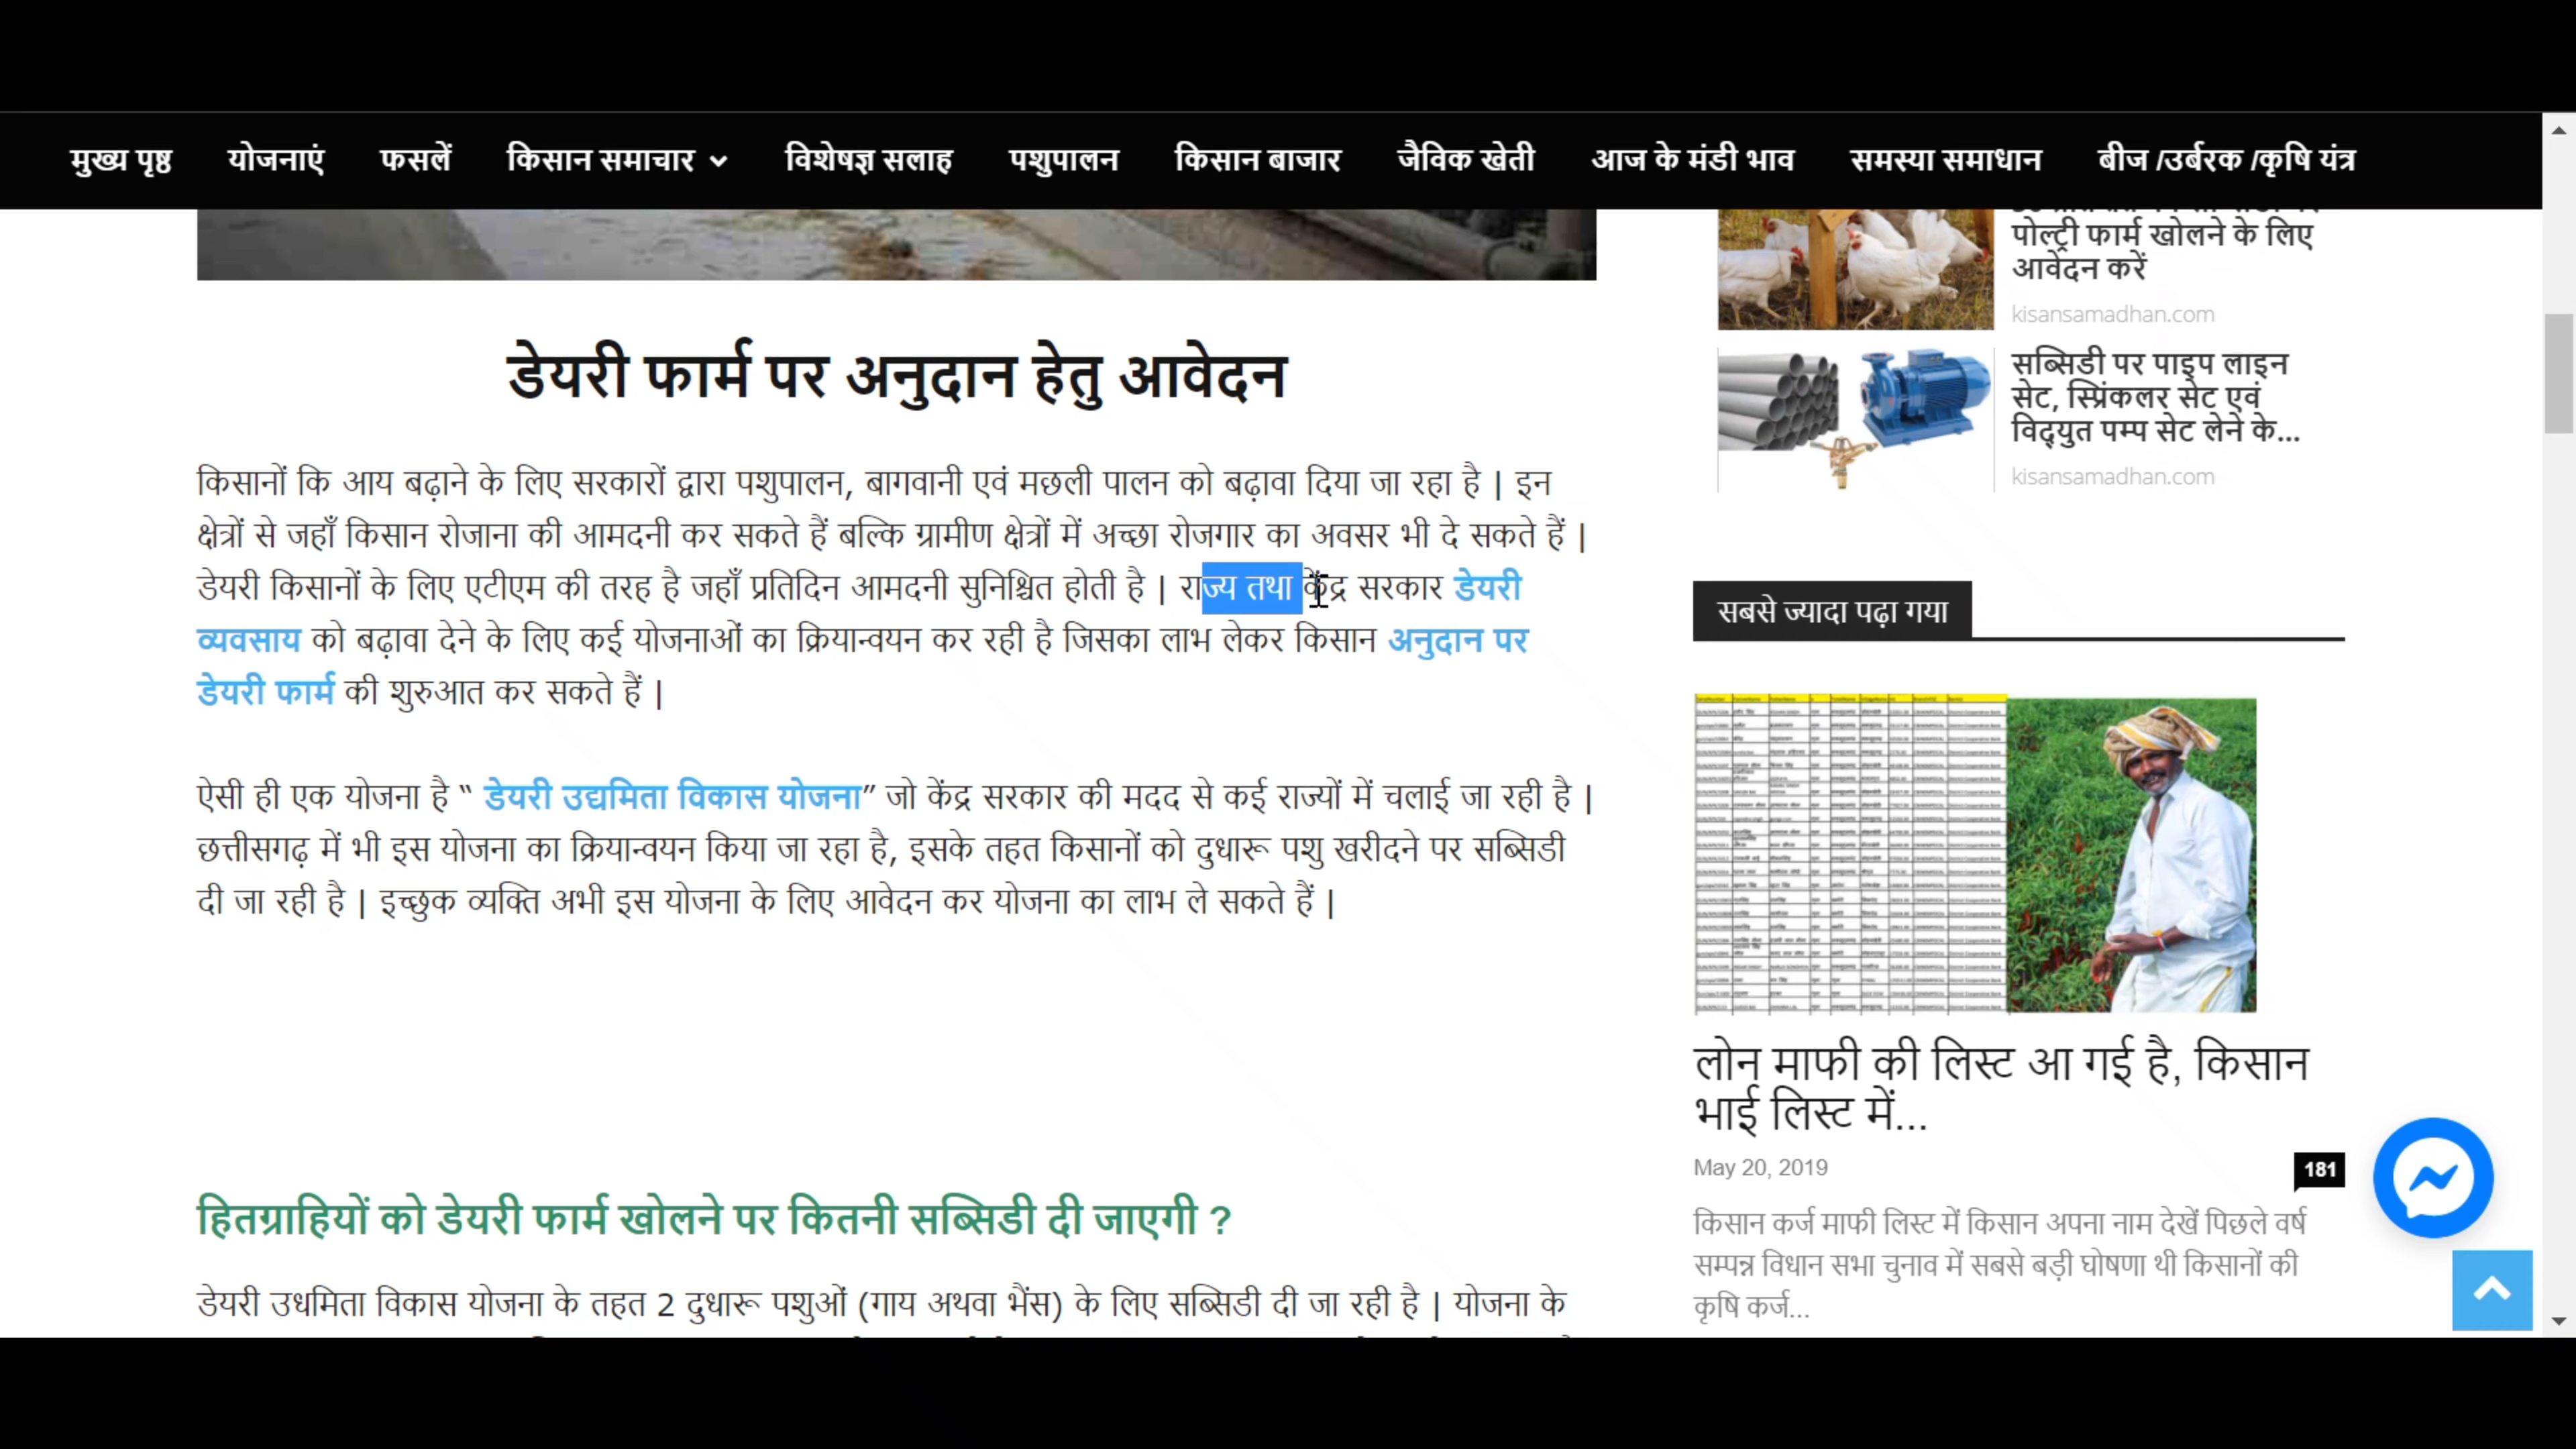 मुख्य पृष्ठ योजनाएं फसलें किसान समाचार विशेषज्ञ सलाह पशुपालन किसान बाजार जैविक खेती आज के मंडी भाव समस्या समाधान बीज /उर्बरक /कृषि यंत्र
डेयरी फार्म पर अनुदान हेतु आवेदन
किसानों कि आय बढ़ाने के लिए सरकारों द्वारा पशुपालन, बागवानी एवं मछली पालन को बढ़ावा दिया जा रहा है | इन
क्षेत्रों से जहाँ किसान रोजाना की आमदनी कर सकते हैं बल्कि ग्रामीण क्षेत्रों में अच्छा रोजगार का अवसर भी दे सकते हैं |
डेयरी किसानों के लिए एटीएम की तरह है जहाँ प्रतिदिन आमदनी सुनिश्चित होती है | राज्य तथा केंद्र सरकार डेयरी
व्यवसाय को बढ़ावा देने के लिए कई योजनाओं का क्रियान्वयन कर रही है जिसका लाभ लेकर किसान अनुदान पर
डेयरी फार्म की शुरुआत कर सकते हैं |
ऐसी ही एक योजना है “ डेयरी उद्यमिता विकास योजना” जो केंद्र सरकार की मदद से कई राज्यों में चलाई जा रही है |
छत्तीसगढ़ में भी इस योजना का क्रियान्वयन किया जा रहा है, इसके तहत किसानों को दुधारू पशु खरीदने पर सब्सिडी
दी जा रही है | इच्छुक व्यक्ति अभी इस योजना के लिए आवेदन कर योजना का लाभ ले सकते हैं |
हितग्राहियों को डेयरी फार्म खोलने पर कितनी सब्सिडी दी जाएगी ?
डेयरी उधमिता विकास योजना के तहत 2 दुधारू पशुओं (गाय अथवा भैंस) के लिए सब्सिडी दी जा रही है | योजना के
पोल्ट्री फार्म खोलने के लिए
आवेदन करें
kisansamadhan.com
सब्सिडी पर पाइप लाइन
सेट, स्प्रिंकलर सेट एवं
विद्युत पम्प सेट लेने के...
kisansamadhan.com
सबसे ज्यादा पढ़ा गया
लोन माफी की लिस्ट आ गई है, किसान
भाई लिस्ट में...
May 20, 2019
181
किसान कर्ज माफी लिस्ट में किसान अपना नाम देखें पिछले वर्ष
सम्पन्न विधान सभा चुनाव में सबसे बड़ी घोषणा थी किसानों की
कृषि कर्ज...